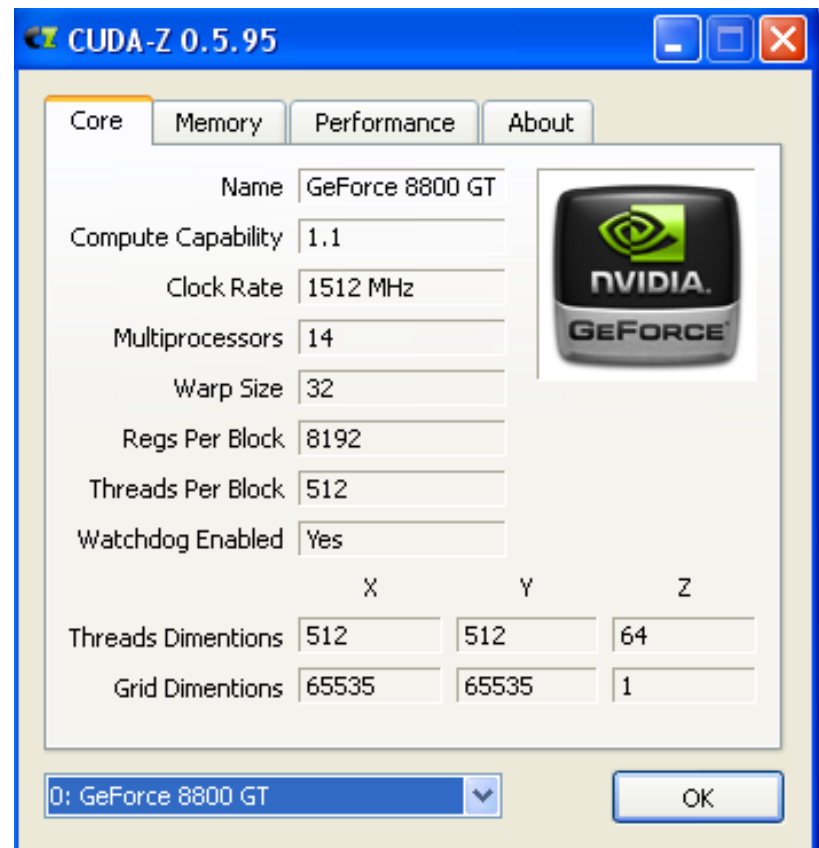 CUDA-Z 0.5.95
Core Memory Performance About
Name GeForce 8800 GT
Compute Capability 1.1
Clock Rate 1512 MHz
Multiprocessors 14
Warp Size 32
Regs Per Block 8192
Threads Per Block 512
Watchdog Enabled Yes
NVIDIA.
GEFORCE
X Y Z
Threads Dimentions 512 512 64
Grid Dimentions 65535 65535 1
0: GeForce 8800 GT OK